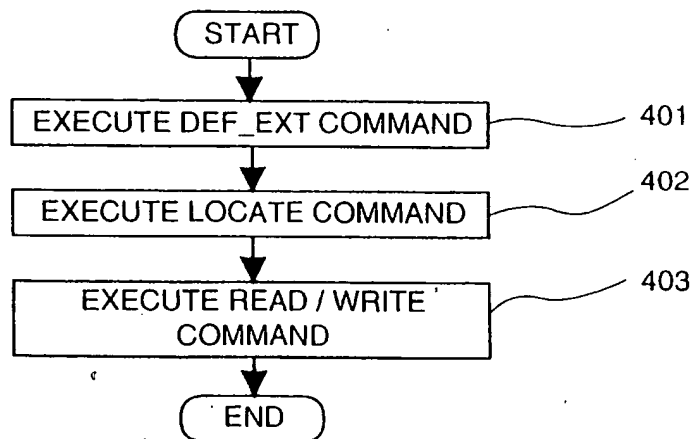 START
EXECUTE DEF_EXT COMMAND
401
EXECUTE LOCATE COMMAND
402
EXECUTE READ / WRITE
COMMAND
403
END